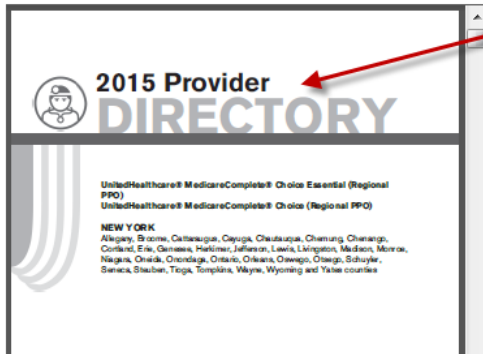 2015 Provider
DIRECTORY
UnitedHealthcare® MedicareComplete® Choice Essential (Regional
PPO)
UnitedHealthcare® MedicareComplete® Choice (Regional PPO)
NEW YORK
Allegany, Broome, Cattaraugus, Cayuga, Chautauqua, Chemung, Chenango,
Cortland, Erie, Genesee, Herkimer, Jefferson, Lewis, Livingston, Madison, Monroe,
Niagara, Oneida, Onondaga, Ontario, Orleans, Oswego, Otsego, Schuyler,
Seneca, Steuben, Tioga, Tompkins, Wayne, Wyoming and Yates counties